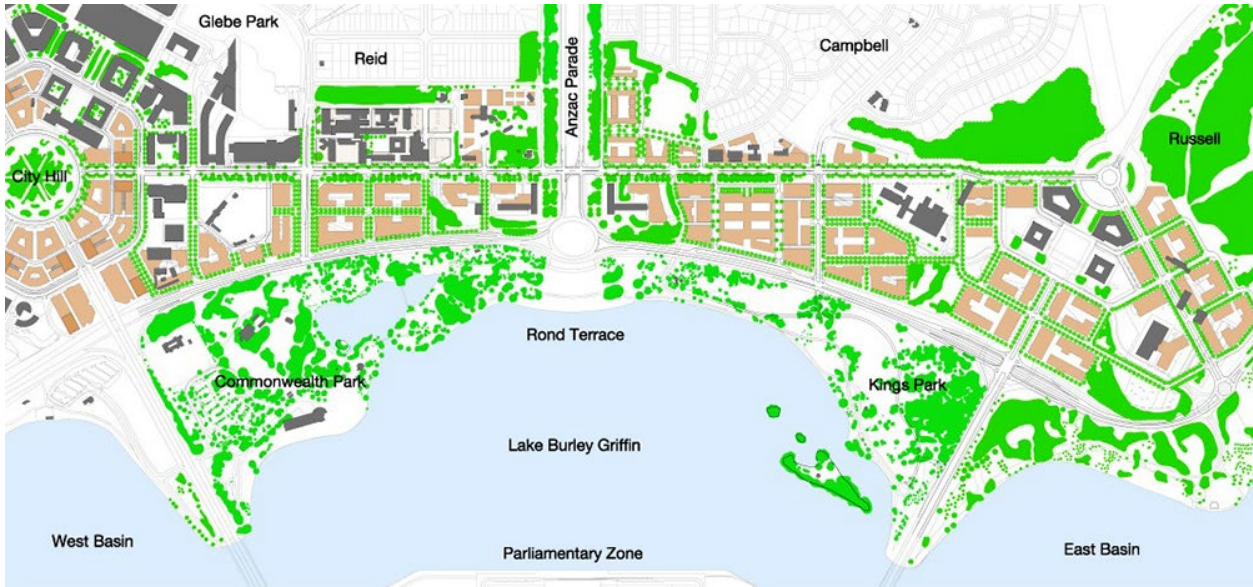 Glebe Park
Reid
Anzac Parade
Campbell
Russell
City Hill
Rond Terrace
Commonwealth Park
Kings Park
Lake Burley Griffin
West Basin
Parliamentary Zone
East Basin